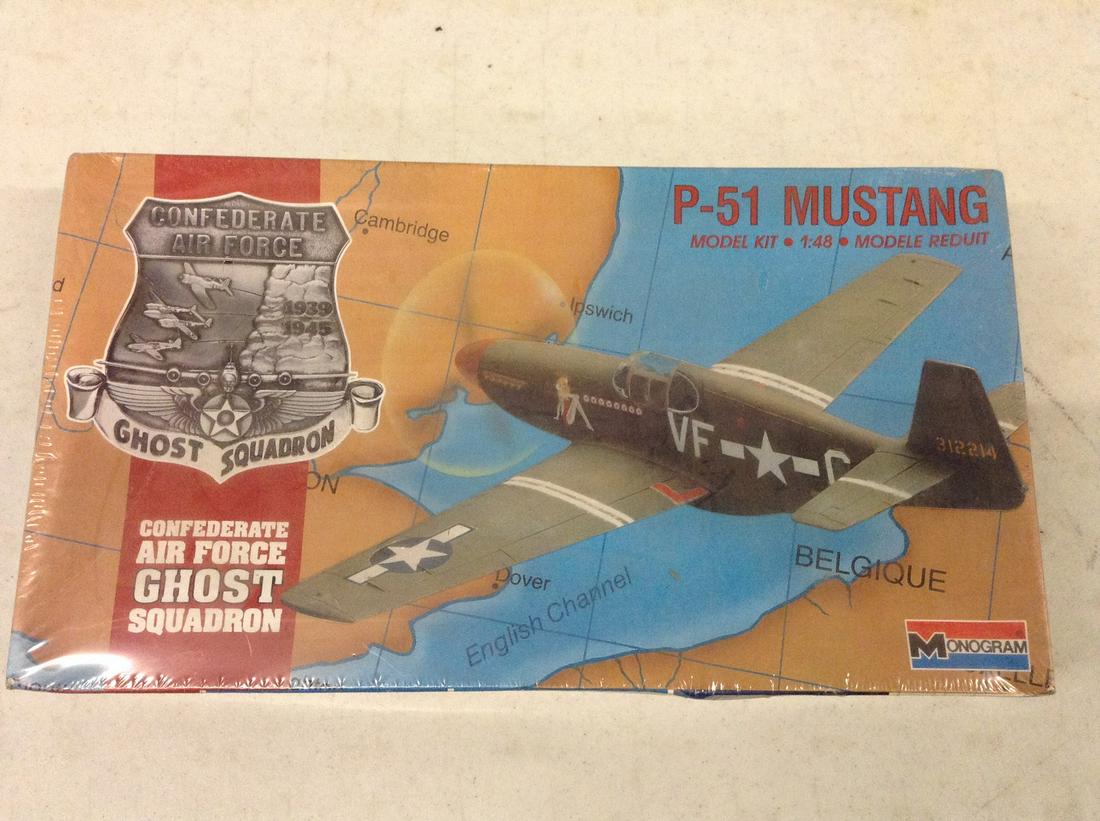 CONFEDERATE
AIR FORCE
1939
1945
GHOST SQUADRON
CONFEDERATE
AIR FORCE
GHOST
SQUADRON
P-51 MUSTANG
MODEL KIT • 1:48 • MODELE REDUIT
Cambridge
Ipswich
VF
312214
ON
Dover
English Channel
BELGIQUE
MONOGRAM